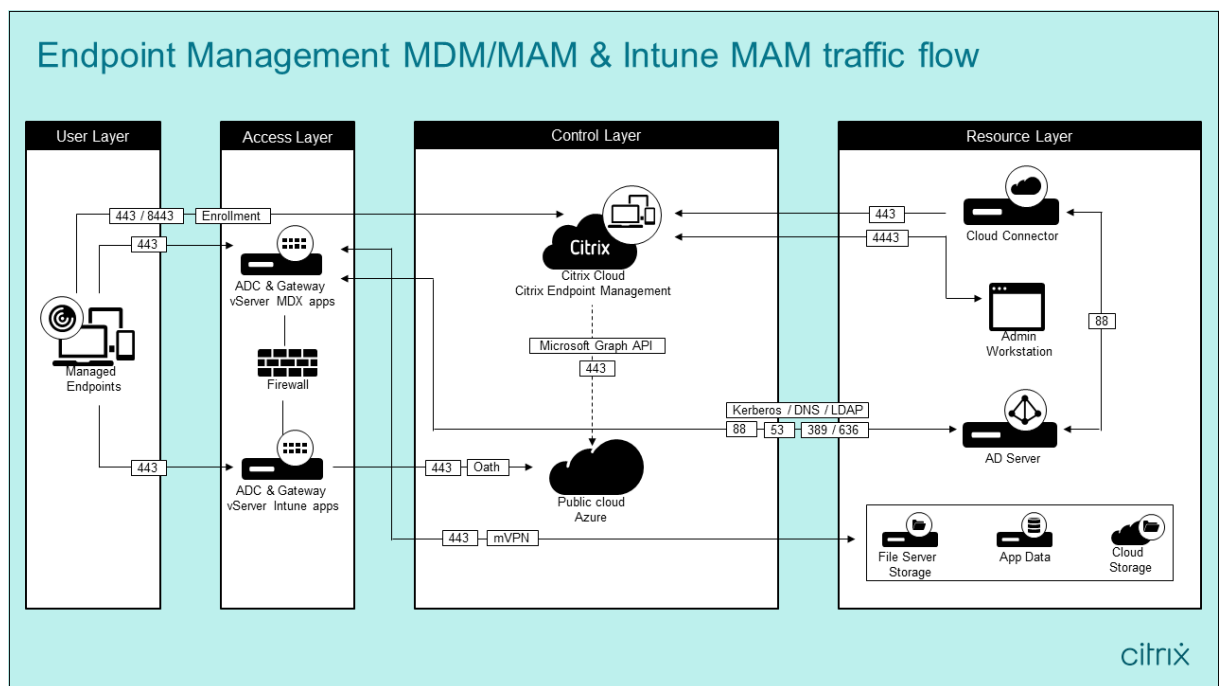 Endpoint Management MDM/MAM & Intune MAM traffic flow
User Layer
Access Layer
Control Layer
Resource Layer
443 / 8443
Enrollment
443
443
4443
443
Citrix
Citrix Cloud
Citrix Endpoint Management
Cloud Connector
ADC & Gateway
vServer MDX apps
Managed
Endpoints
Firewall
Microsoft Graph API
443
Admin
Workstation
88
Kerberos / DNS / LDAP
88
53
389 / 636
AD Server
443
Oath
ADC & Gateway
vServer Intune apps
Public cloud
Azure
443
mVPN
File Server
Storage
App Data
Cloud
Storage
citrix